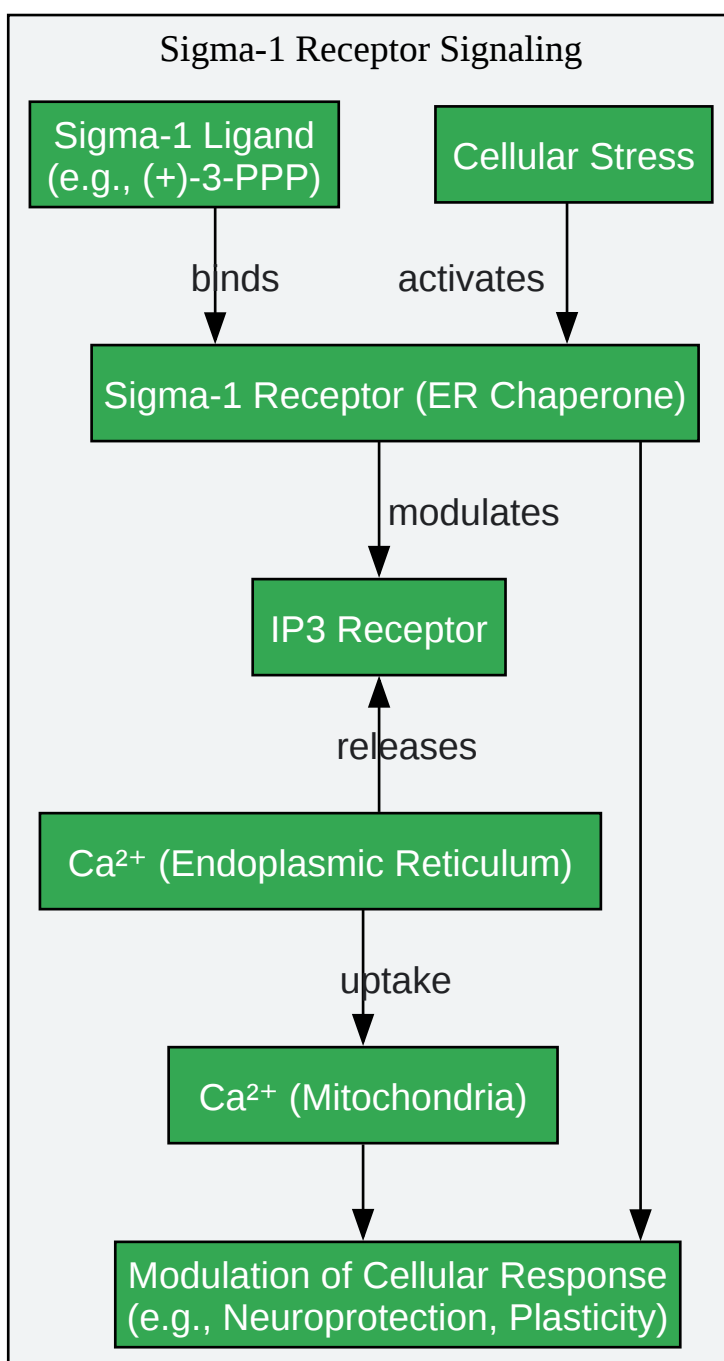 Sigma-1 Receptor Signaling
Sigma-1 Ligand
(e.g., (+)-3-PPP)
Cellular Stress
binds
activates
Sigma-1 Receptor (ER Chaperone)
modulates
IP3 Receptor
releases
Ca²⁺ (Endoplasmic Reticulum)
uptake
Ca²⁺ (Mitochondria)
Modulation of Cellular Response
(e.g., Neuroprotection, Plasticity)